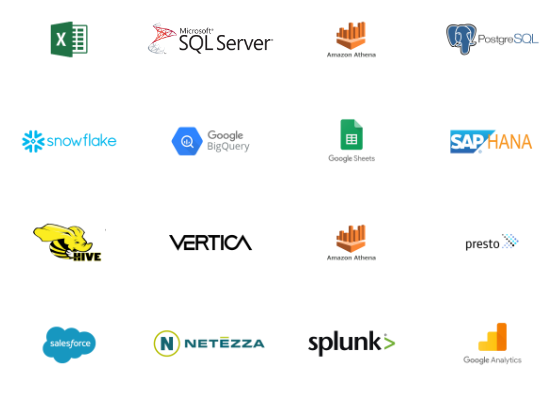 X
Microsoft®
SQL Server®
Amazon Athena
PostgreSQL
snowflake
Google
BigQuery
Google Sheets
SAP HANA
HIVE
VERTICA
Amazon Athena
presto
salesforce
N NETEZZA
splunk>
Google Analytics